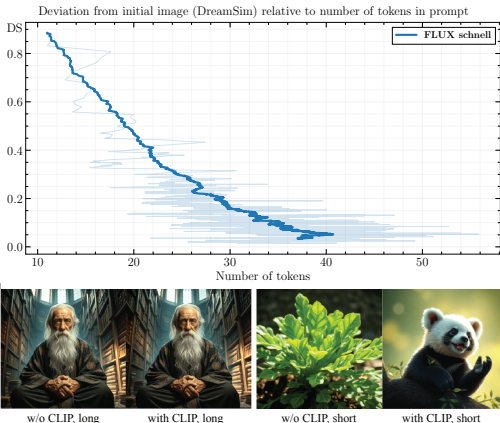 Deviation from initial image (DreamSim) relative to number of tokens in prompt
DS
FLUX schnell
0.8
0.6
0.4
0.2
0.0
10 20 30 40 50
Number of tokens
w/o CLIP, long with CLIP, long w/o CLIP, short with CLIP, short